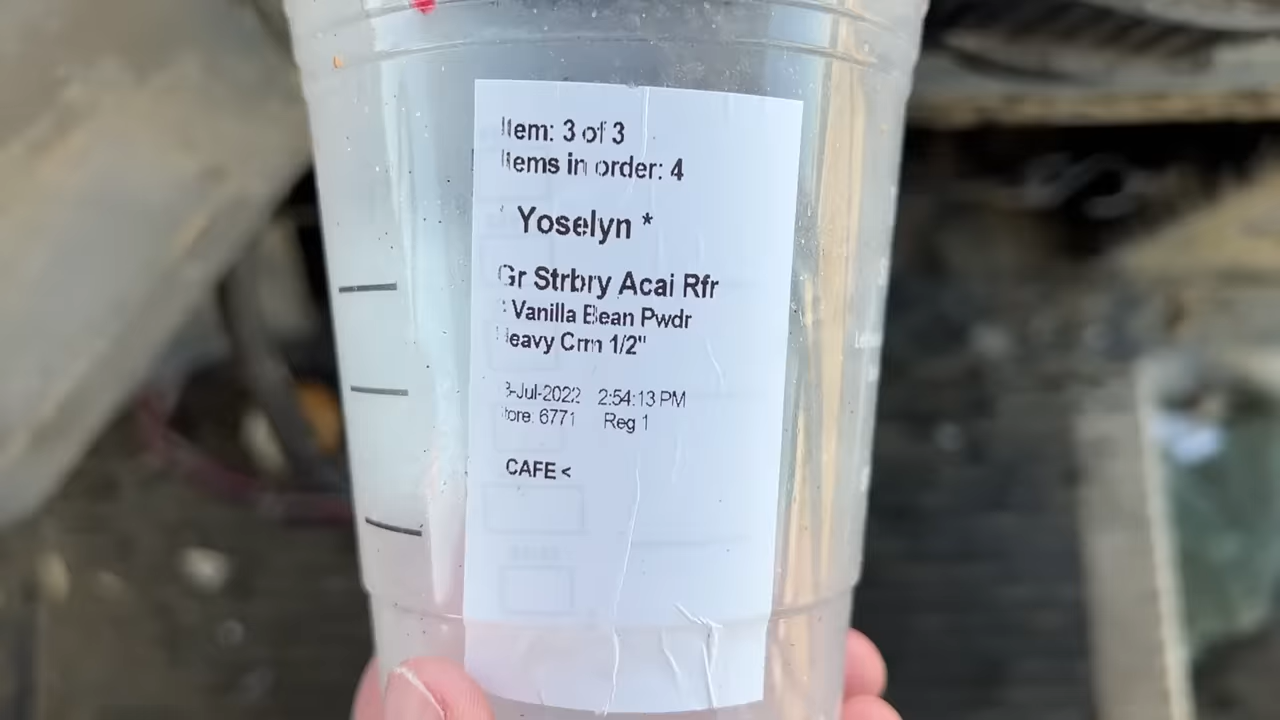 Item: 3 of 3
Items in order: 4
Yoselyn *
Gr Strbry Acai Rfr
Vanilla Bean Pwdr
Heavy Crm 1/2"
-Jul-2022 2:54:13 PM
Store: 6771 Reg 1
CAFE <